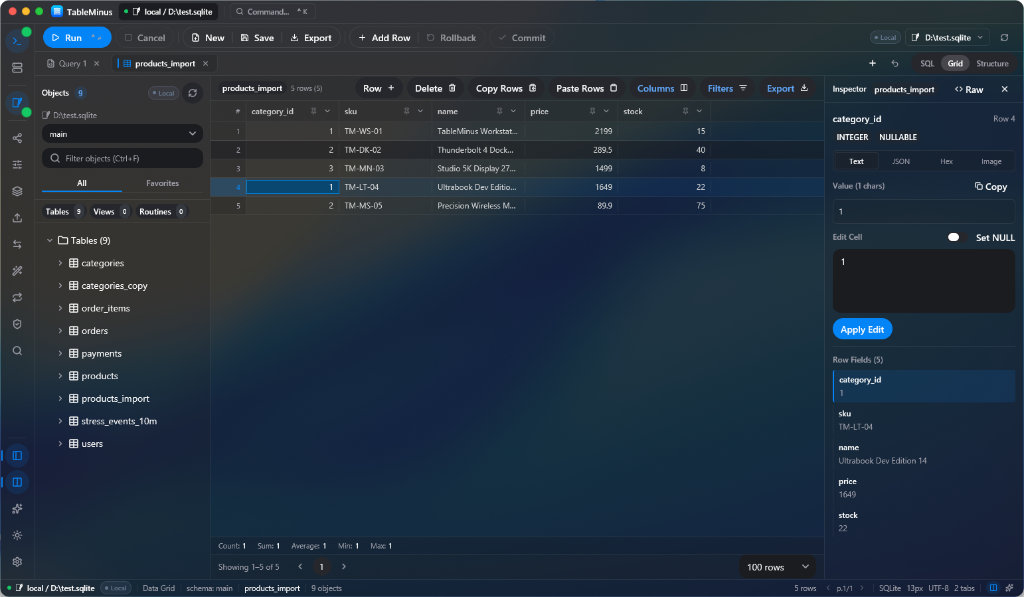 TableMinus local / D:\test.sqlite Command... ^ K
Run Cancel New Save Export Add Row Rollback Commit Local D:\test.sqlite
Query 1 products_import SQL Grid Structure
Objects 9 Local
D:\test.sqlite
main
Filter objects (Ctrl+F)
All Favorites
Tables 9 Views 0 Routines 0
Tables (9)
categories
categories_copy
order_items
orders
payments
products
products_import
stress_events_10m
users
products_import 5 rows (5) Row Delete Copy Rows Paste Rows Columns Filters Export
# category_id sku name price stock
1 1 TM-WS-01 TableMinus Workstat... 2199 15
2 2 TM-DK-02 Thunderbolt 4 Dock... 289.5 40
3 3 TM-MN-03 Studio 5K Display 27... 1499 8
4 1 TM-LT-04 Ultrabook Dev Editio... 1649 22
5 2 TM-MS-05 Precision Wireless M... 89.9 75
Count: 1 Sum: 1 Average: 1 Min: 1 Max: 1
Showing 1–5 of 5 1 100 rows
Inspector products_import Raw
category_id Row 4
INTEGER NULLABLE
Text JSON Hex Image
Value (1 chars) Copy
1
Edit Cell Set NULL
1
Apply Edit
Row Fields (5)
category_id
1
sku
TM-LT-04
name
Ultrabook Dev Edition 14
price
1649
stock
22
local / D:\test.sqlite Local Data Grid schema: main products_import 9 objects 5 rows p.1/1 SQLite 13px UTF-8 2 tabs